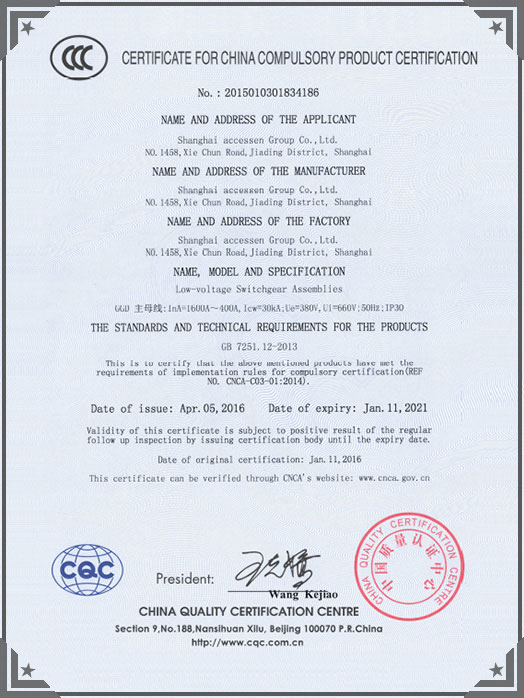 CERTIFICATE FOR CHINA COMPULSORY PRODUCT CERTIFICATION
No.: 2015010301834186
NAME AND ADDRESS OF THE APPLICANT
Shanghai accessen Group Co.,Ltd.
NO.1458,Xie Chun Road,Jiading District, Shanghai
NAME AND ADDRESS OF THE MANUFACTURER
Shanghai accessen Group Co.,Ltd.
NO.1458,Xie Chun Road,Jiading District, Shanghai
NAME AND ADDRESS OF THE FACTORY
Shanghai accessen Group Co.,Ltd.
NO.1458,Xie Chun Road,Jiading District, Shanghai
NAME, MODEL AND SPECIFICATION
Low-voltage Switchgear Assemblies
GGD 主母线:InA=1600A～400A,Icw=30kA;Ue=380V,Ui=660V;50Hz;IP30
THE STANDARDS AND TECHNICAL REQUIREMENTS FOR THE PRODUCTS
GB 7251.12-2013
This is to certify that the above mentioned products have met the
requirements of implementation rules for compulsory certification(REF
NO. CNCA-C03-01:2014).
Date of issue: Apr.05,2016 Date of expiry: Jan.11,2021
Validity of this certificate is subject to positive result of the regular
follow up inspection by issuing certification body until the expiry date.
Date of original certification: Jan.11,2016
This certificate can be verified through CNCA's website: www.cnca.gov.cn
CQC
President:
王克娇
Wang Kejiao
CHINA QUALITY CERTIFICATION CENTRE
中国质量认证中心
CHINA QUALITY CERTIFICATION CENTRE
Section 9,No.188,Nansihuan Xilu, Beijing 100070 P.R.China
http://www.cqc.com.cn